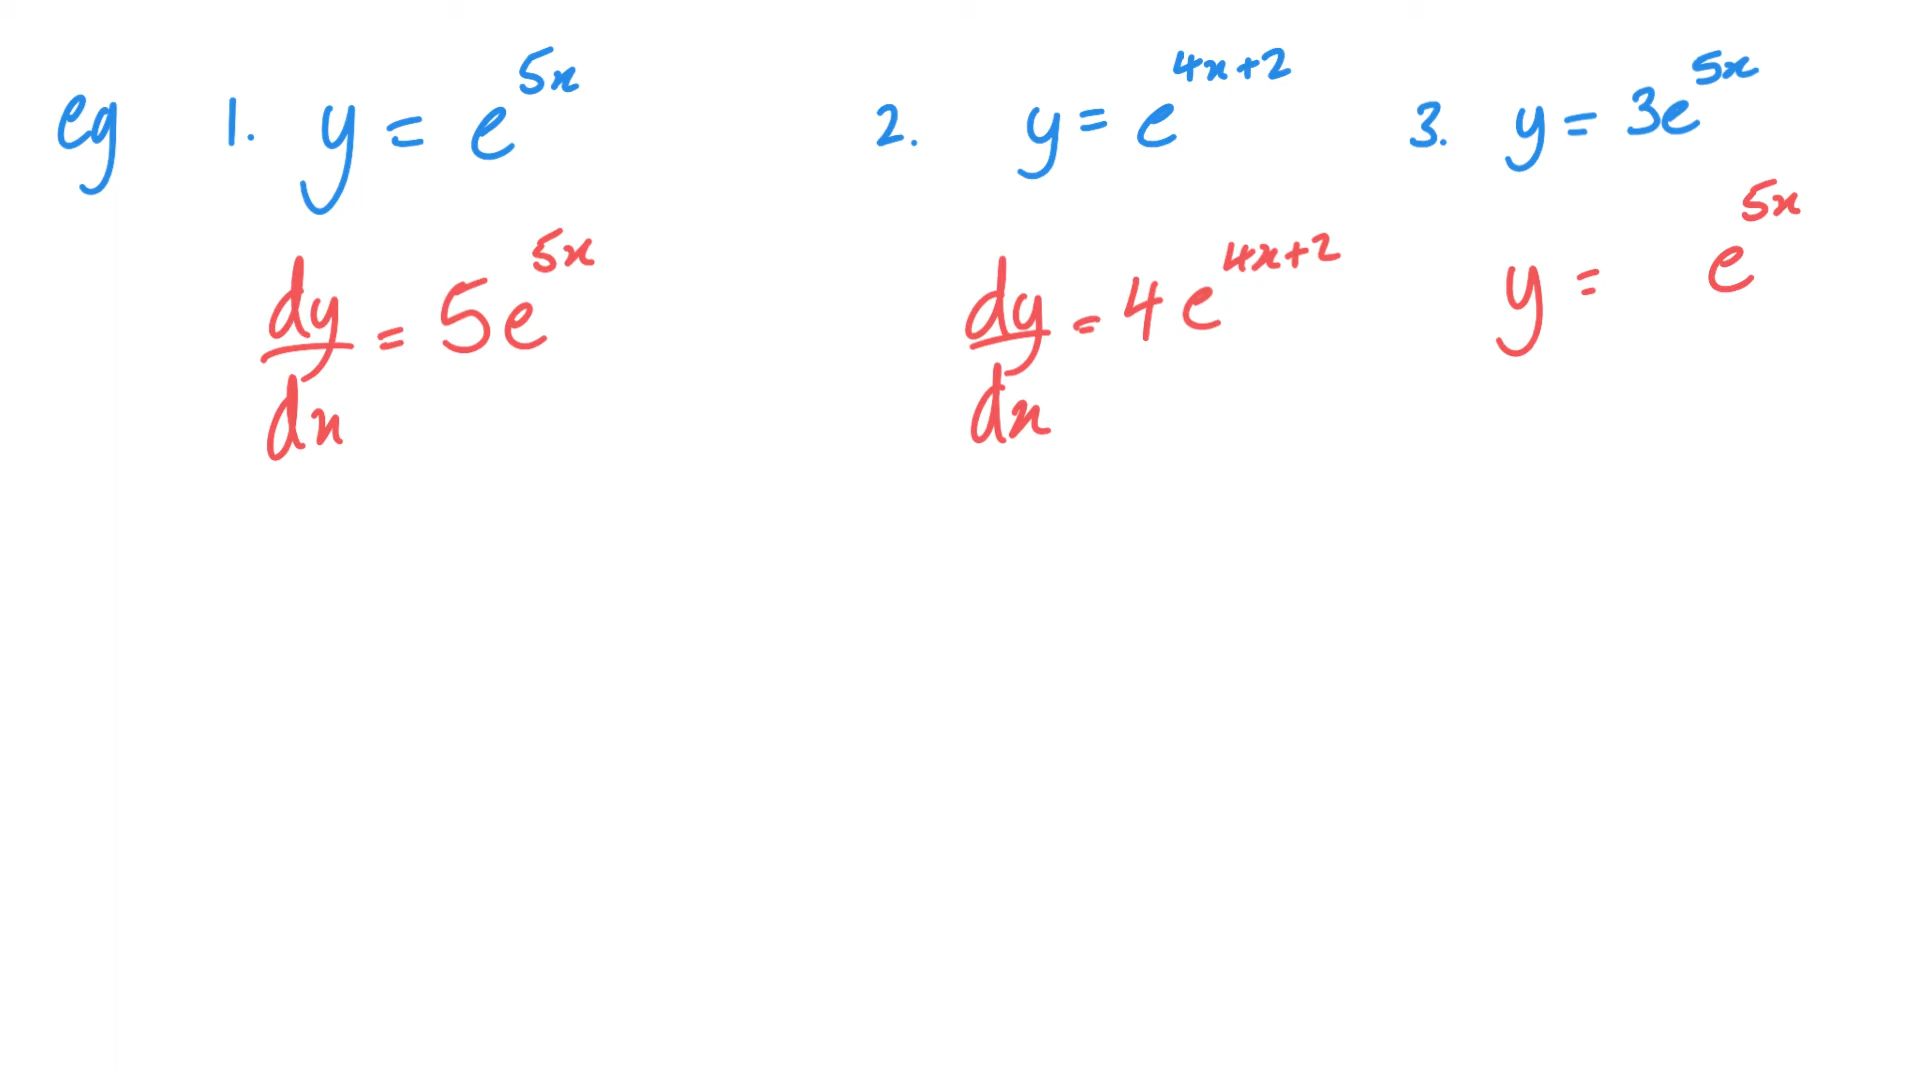 eg 1. y = e^{5x} 2. y = e^{4x+2} 3. y = 3e^{5x}
dy/dx = 5e^{5x} dy/dx = 4e^{4x+2} y = e^{5x}